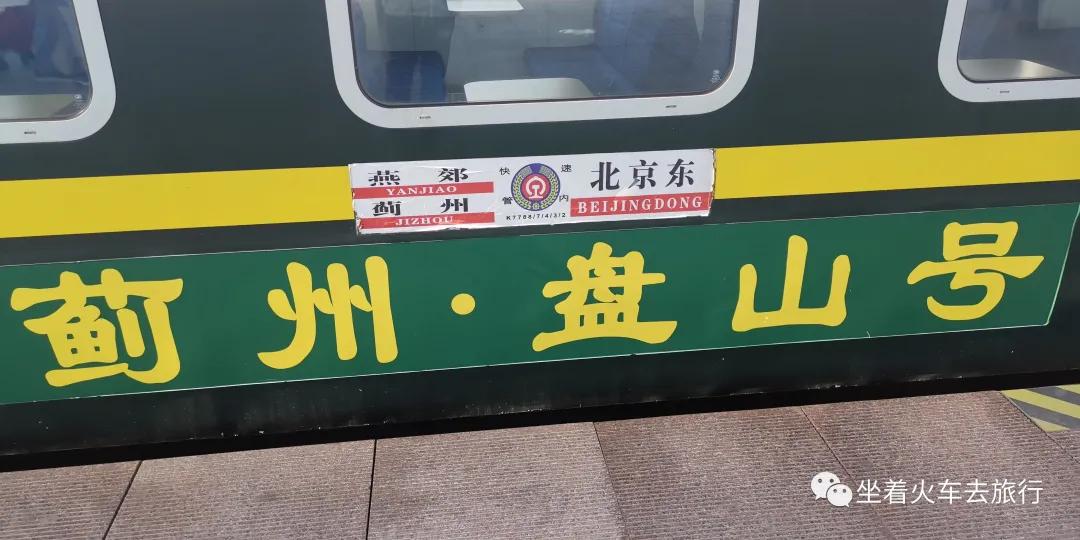 燕郊
YANJIAO
蓟州
JIZHOU
快速
管内
K7768/7/4/3/2
北京东
BEIJINGDONG
蓟州·盘山号
坐着火车去旅行